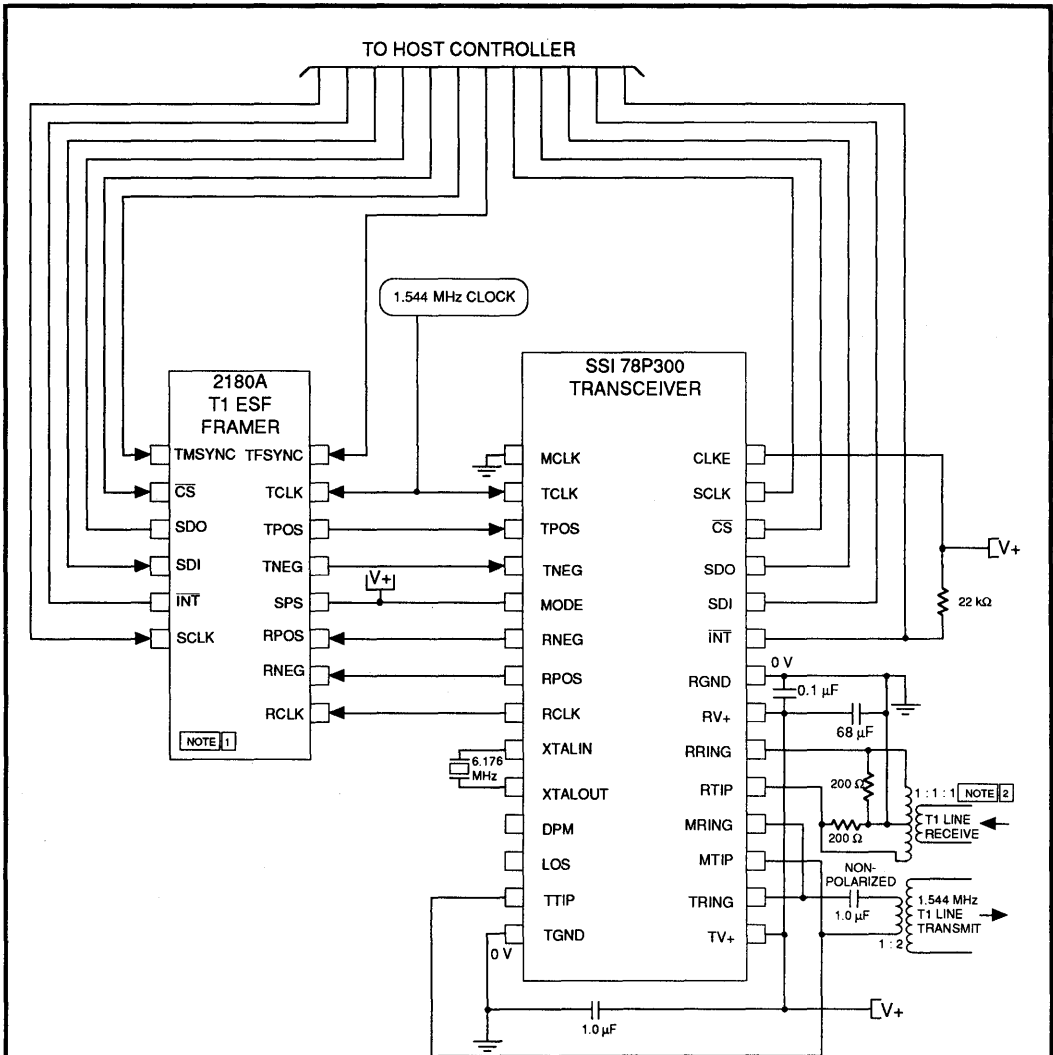 TO HOST CONTROLLER
1.544 MHz CLOCK
2180A
T1 ESF
FRAMER
TMSYNC TFSYNC
CS TCLK
SDO TPOS
SDI TNEG
INT SPS
SCLK RPOS
RNEG
RCLK
NOTE 1
V+
SSI 78P300
TRANSCEIVER
MCLK CLKE
TCLK SCLK
TPOS CS
TNEG SDO
MODE SDI
RNEG INT
RPOS RGND
RCLK RV+
XTALIN RRING
XTALOUT RTIP
DPM MRING
LOS MTIP
TTIP TRING
TGND TV+
6.176
MHz
0 V
V+
22 kΩ
0 V
0.1 µF
68 µF
200 Ω
200 Ω
1 : 1 : 1 NOTE 2
T1 LINE
RECEIVE
NON-
POLARIZED
1.0 µF
1.544 MHz
T1 LINE
TRANSMIT
1 : 2
V+
1.0 µF